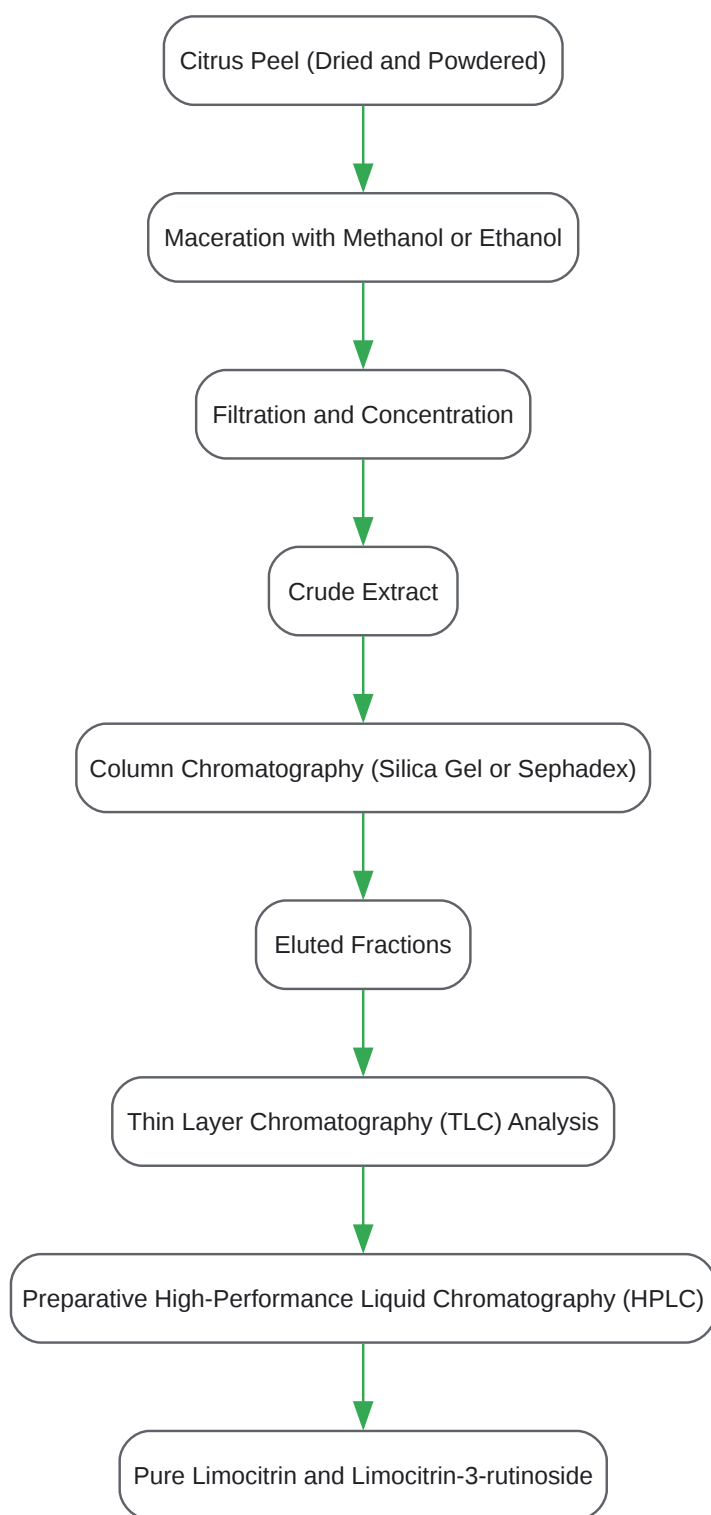 Citrus Peel (Dried and Powdered)
Maceration with Methanol or Ethanol
Filtration and Concentration
Crude Extract
Column Chromatography (Silica Gel or Sephadex)
Eluted Fractions
Thin Layer Chromatography (TLC) Analysis
Preparative High-Performance Liquid Chromatography (HPLC)
Pure Limocitrin and Limocitrin-3-rutinoside